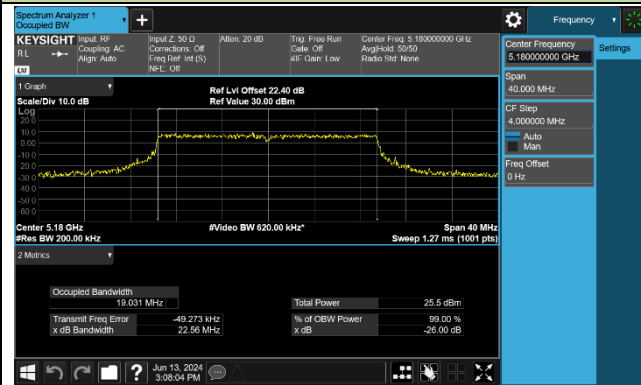 Spectrum Analyzer 1
Occupied BW
Frequency
KEYSIGHT
RL
Input: RF
Coupling: AC
Align: Auto
Input Z: 50 Ω
Corrections: Off
Freq Ref: Int (S)
NFE: Off
Atten: 20 dB
Trig: Free Run
Gate: Off
#IF Gain: Low
Center Freq: 5.180000000 GHz
Avg|Hold: 50/50
Radio Std: None
LXI
Center Frequency
5.180000000 GHz
Settings
Span
40.000 MHz
CF Step
4.000000 MHz
Auto
Man
Freq Offset
0 Hz
1 Graph
Scale/Div 10.0 dB
Ref Lvl Offset 22.40 dB
Ref Value 30.00 dBm
Log
20.0
10.0
0.00
-10.0
-20.0
-30.0
-40.0
-50.0
-60.0
Center 5.18 GHz
#Res BW 200.00 kHz
#Video BW 620.00 kHz*
Span 40 MHz
Sweep 1.27 ms (1001 pts)
2 Metrics
Occupied Bandwidth
19.031 MHz
Total Power 25.5 dBm
Transmit Freq Error -49.273 kHz
% of OBW Power 99.00 %
x dB Bandwidth 22.56 MHz
x dB -26.00 dB
?
Jun 13, 2024
3:08:04 PM